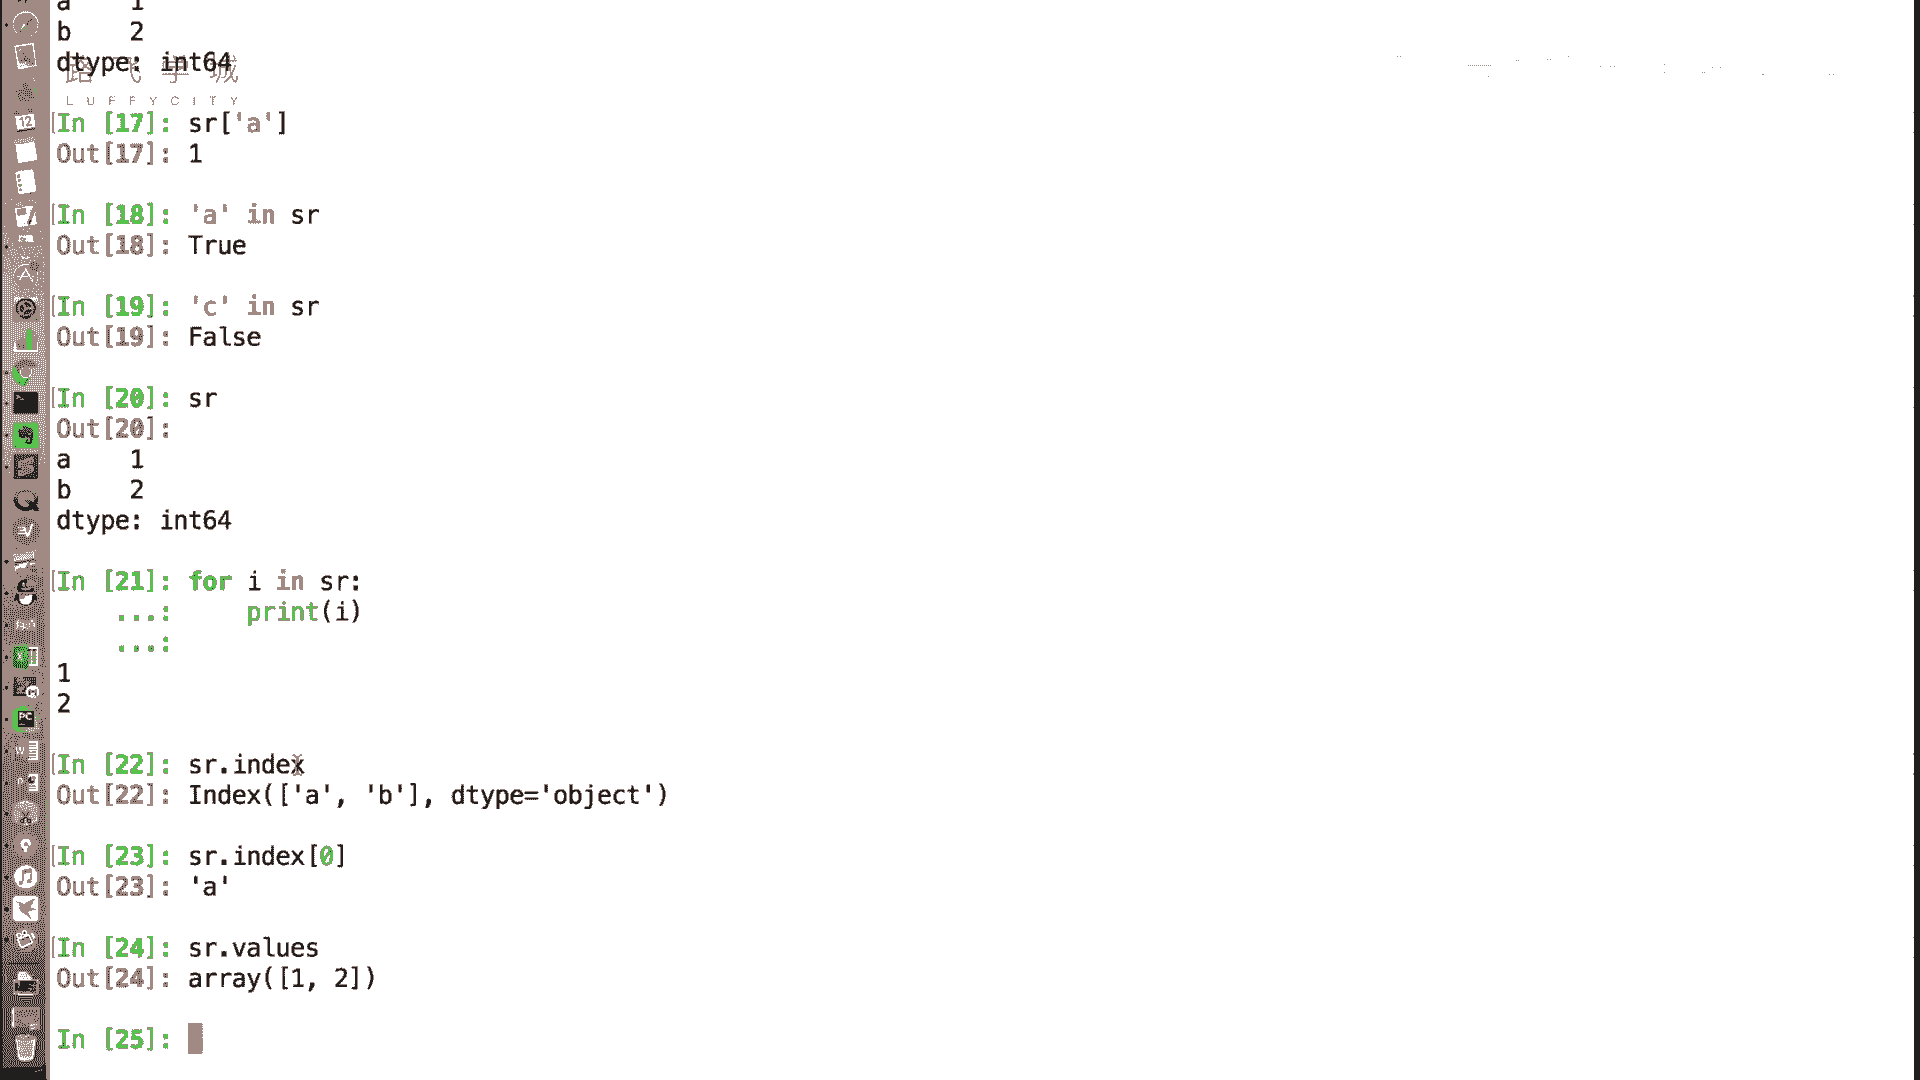 a    1
b    2
dtype: int64
路飞学城
LUFFYCITY
In [17]: sr['a']
Out[17]: 1
In [18]: 'a' in sr
Out[18]: True
In [19]: 'c' in sr
Out[19]: False
In [20]: sr
Out[20]:
a    1
b    2
dtype: int64
In [21]: for i in sr:
    ...:     print(i)
    ...:
1
2
In [22]: sr.index
Out[22]: Index(['a', 'b'], dtype='object')
In [23]: sr.index[0]
Out[23]: 'a'
In [24]: sr.values
Out[24]: array([1, 2])
In [25]: